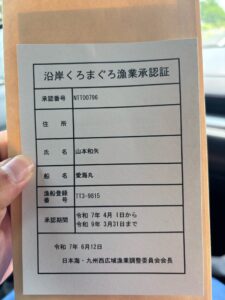 沿岸くろまぐろ漁業承認証
承認番号 NTT00796
住所
氏名 山本和矢
船名 愛海丸
漁船登録番号 TT3-9815
承認期間 令和 7年 4月 1日から
令和 9年 3月31日まで
令和 7年 6月12日
日本海・九州西広域漁業調整委員会会長